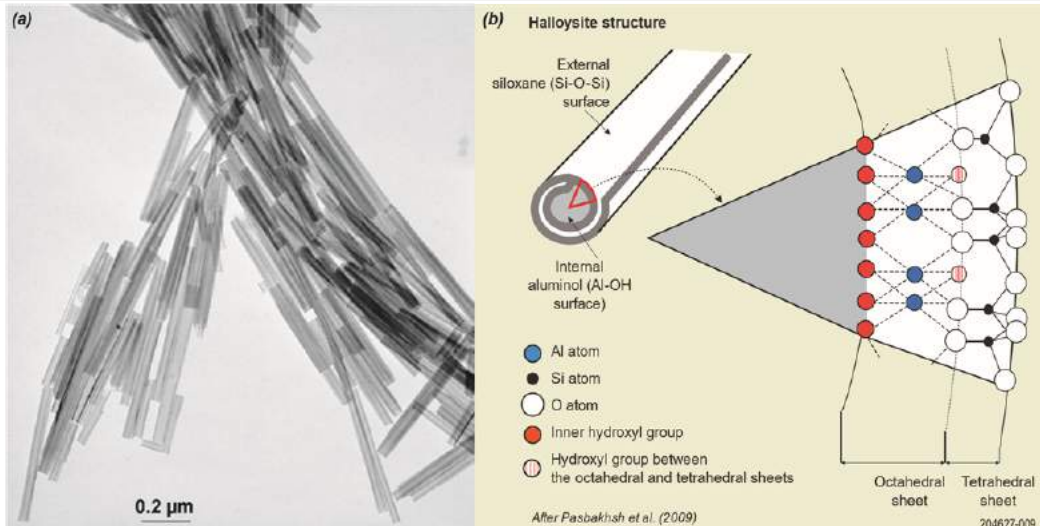 (a)
0.2 µm
(b)
Halloysite structure
External
siloxane (Si-O-Si)
surface
Internal
aluminol (Al-OH
surface)
Al atom
Si atom
O atom
Inner hydroxyl group
Hydroxyl group between
the octahedral and tetrahedral sheets
Octahedral
sheet
Tetrahedral
sheet
After Pasbakhsh et al. (2009)
204627-009